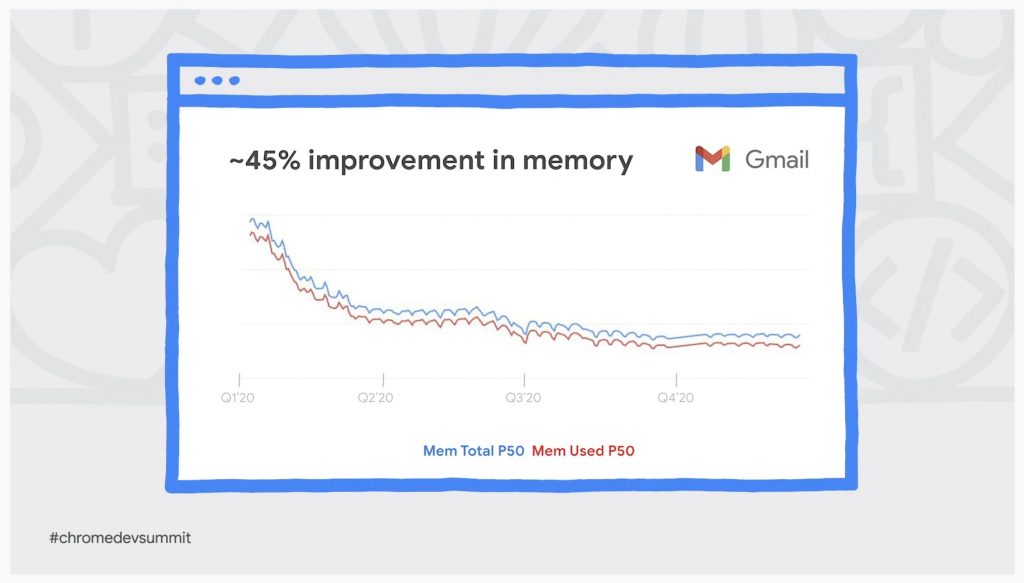 ~45% improvement in memory
Gmail
Q1'20 Q2'20 Q3'20 Q4'20
Mem Total P50 Mem Used P50
#chromedevsummit